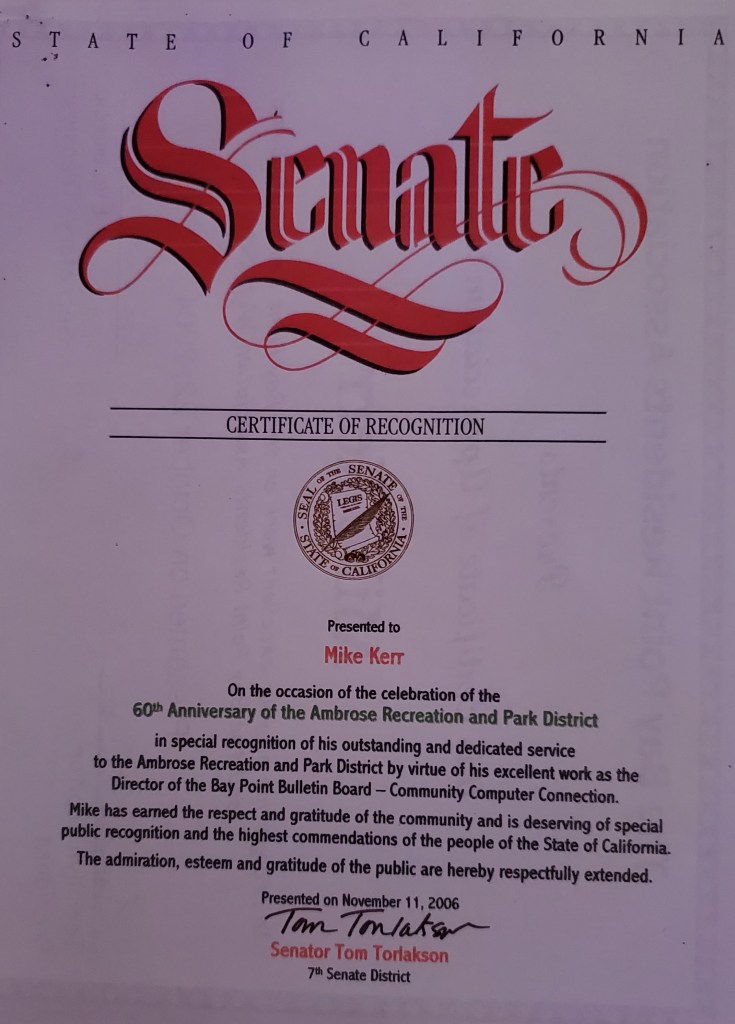 STATE OF CALIFORNIA
Senate
CERTIFICATE OF RECOGNITION
SEAL OF THE SENATE OF THE STATE OF CALIFORNIA
LEGIS
Presented to
Mike Kerr
On the occasion of the celebration of the
60th Anniversary of the Ambrose Recreation and Park District
in special recognition of his outstanding and dedicated service
to the Ambrose Recreation and Park District by virtue of his excellent work as the
Director of the Bay Point Bulletin Board – Community Computer Connection.
Mike has earned the respect and gratitude of the community and is deserving of special
public recognition and the highest commendations of the people of the State of California.
The admiration, esteem and gratitude of the public are hereby respectfully extended.
Presented on November 11, 2006
Tom Torlakson
Senator Tom Torlakson
7th Senate District